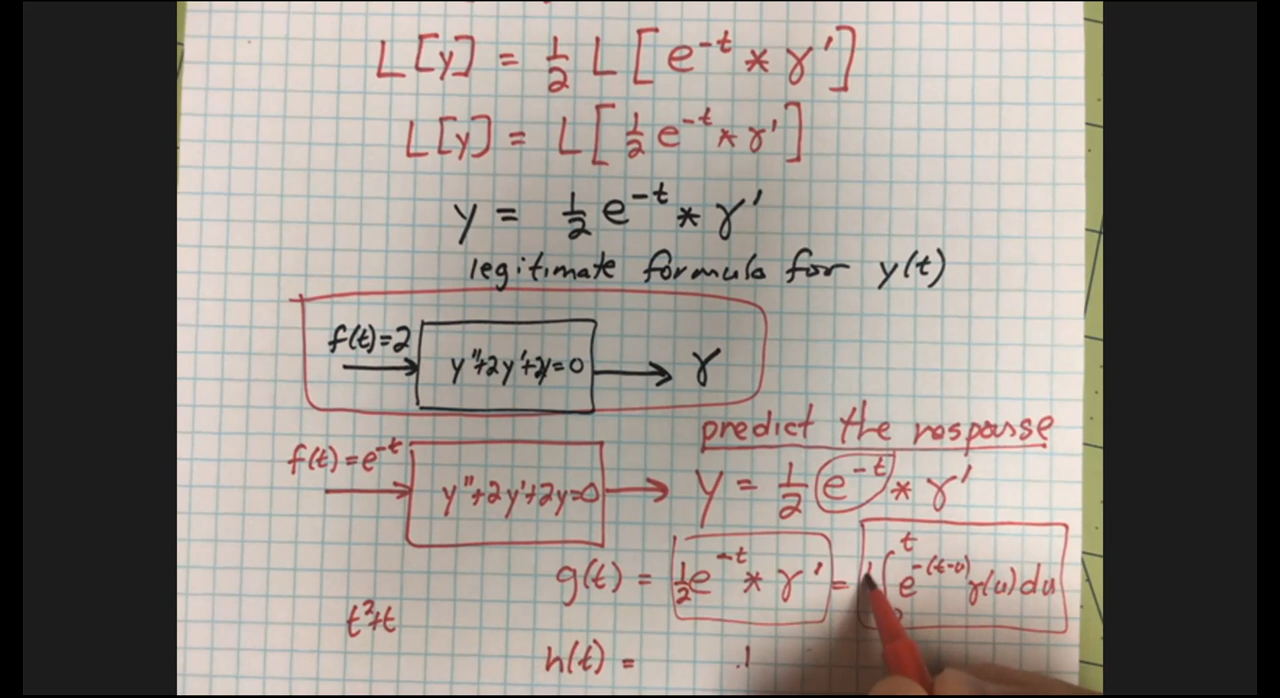 L[y] = 1/2 L[e^-t * γ']
L[y] = L[1/2 e^-t * γ']
y = 1/2 e^-t * γ'
legitimate formula for y(t)
f(t)=2
y''+2y'+2y=0
γ
predict the response
f(t)=e^-t
y''+2y'+2y=0
y = 1/2 e^-t * γ'
g(t) = 1/2 e^-t * γ' = ∫_0^t e^-(t-u) γ(u)du
t²+t
h(t) =